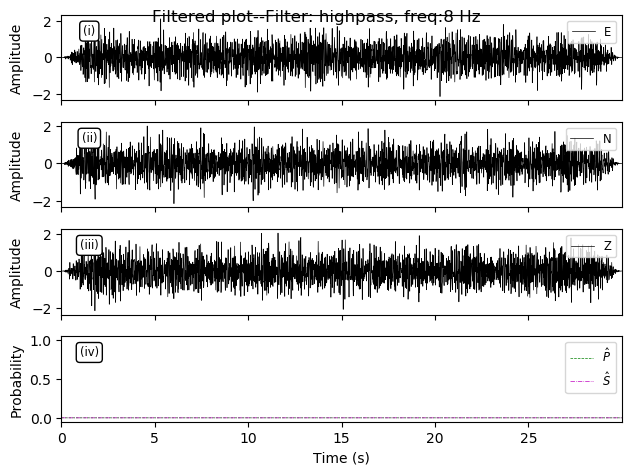 Filtered plot--Filter: highpass, freq:8 Hz
Amplitude
2
0
−2
(i)
E
Amplitude
2
0
−2
(ii)
N
Amplitude
2
0
−2
(iii)
Z
Probability
1.0
0.5
0.0
(iv)
P̂
Ŝ
0 5 10 15 20 25
Time (s)